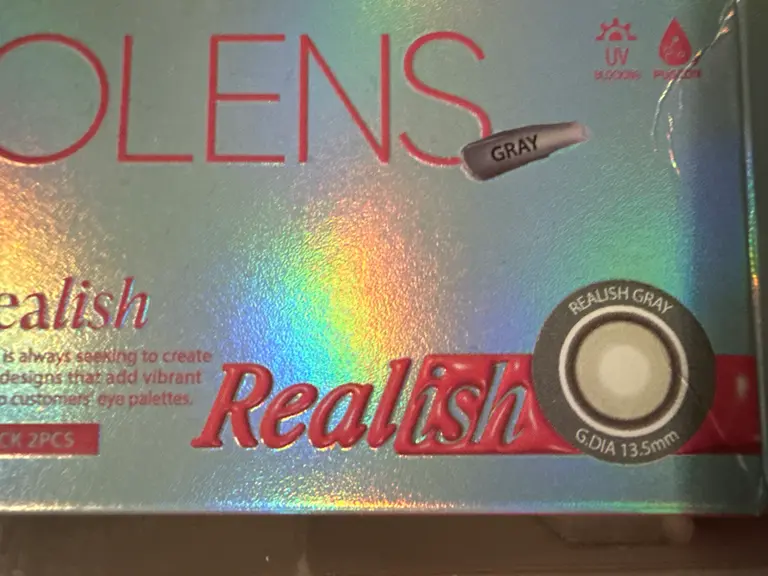 OLENS
GRAY
UV
BLOCKING
ealish
is always seeking to create
designs that add vibrant
customers' eye palettes.
CK 2PCS
Realish
REALISH GRAY
G.DIA 13.5mm